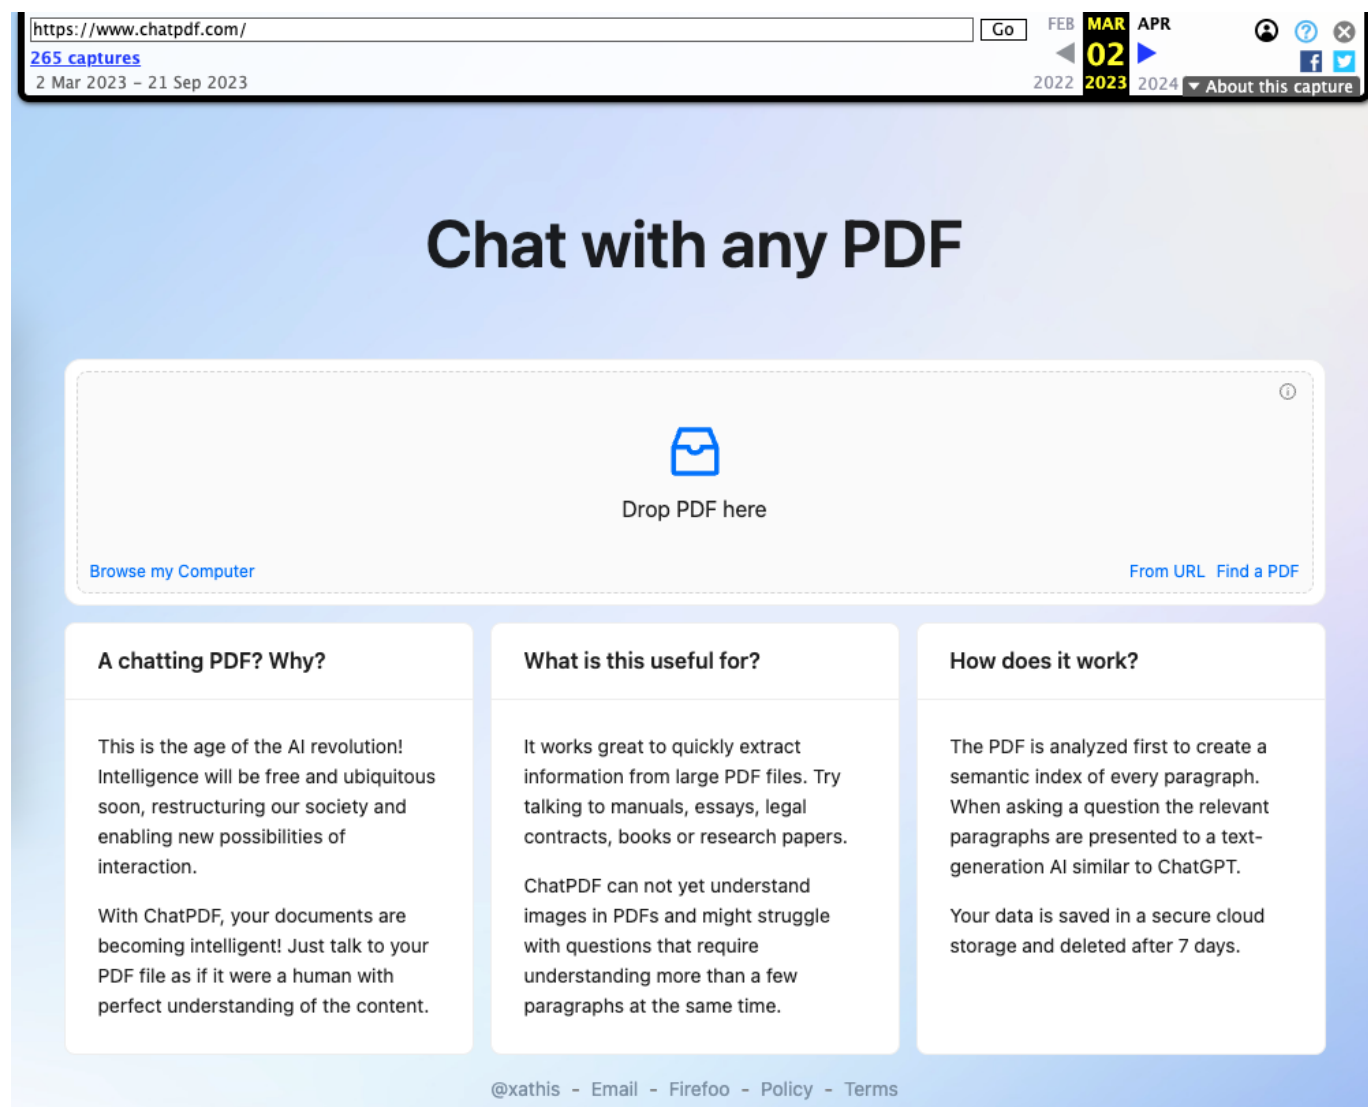 https://www.chatpdf.com/
Go
FEB MAR APR
265 captures
02
2 Mar 2023 – 21 Sep 2023
2022 2023 2024
▼ About this capture
Chat with any PDF
Drop PDF here
Browse my Computer
From URL Find a PDF
A chatting PDF? Why?
This is the age of the AI revolution!
Intelligence will be free and ubiquitous
soon, restructuring our society and
enabling new possibilities of
interaction.
With ChatPDF, your documents are
becoming intelligent! Just talk to your
PDF file as if it were a human with
perfect understanding of the content.
What is this useful for?
It works great to quickly extract
information from large PDF files. Try
talking to manuals, essays, legal
contracts, books or research papers.
ChatPDF can not yet understand
images in PDFs and might struggle
with questions that require
understanding more than a few
paragraphs at the same time.
How does it work?
The PDF is analyzed first to create a
semantic index of every paragraph.
When asking a question the relevant
paragraphs are presented to a text-
generation AI similar to ChatGPT.
Your data is saved in a secure cloud
storage and deleted after 7 days.
@xathis - Email - Firefoo - Policy - Terms